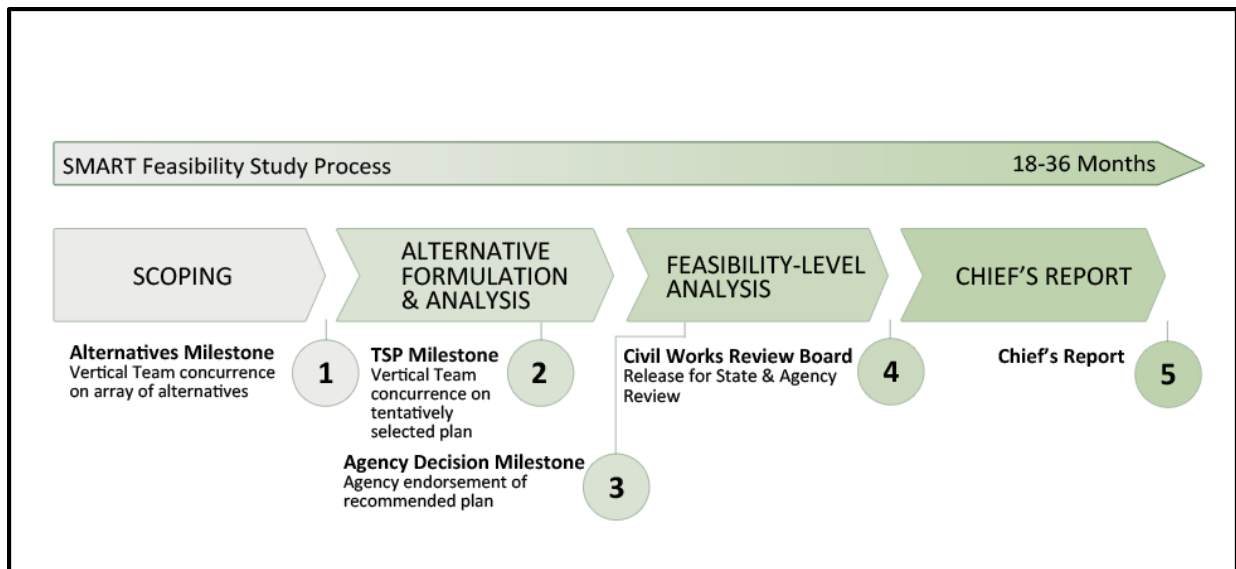 SMART Feasibility Study Process
18-36 Months
SCOPING
ALTERNATIVE
FORMULATION
& ANALYSIS
FEASIBILITY-LEVEL
ANALYSIS
CHIEF’S REPORT
Alternatives Milestone
Vertical Team concurrence
on array of alternatives
1
TSP Milestone
Vertical Team
concurrence on
tentatively
selected plan
2
Agency Decision Milestone
Agency endorsement of
recommended plan
3
Civil Works Review Board
Release for State & Agency
Review
4
Chief’s Report
5